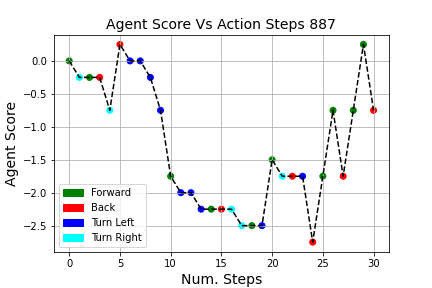 Agent Score Vs Action Steps 887
Agent Score
0.0
−0.5
−1.0
−1.5
−2.0
−2.5
Forward
Back
Turn Left
Turn Right
0 5 10 15 20 25 30
Num. Steps